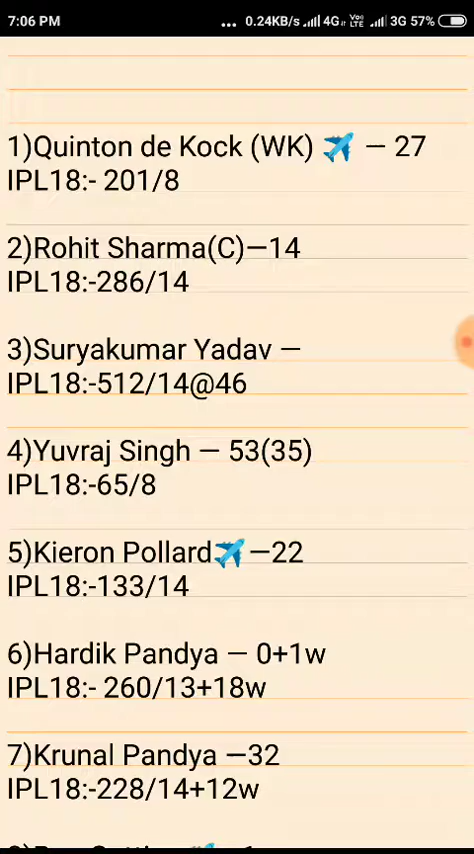 7:06 PM ... 0.24KB/s 4G VoLTE 3G 57%
1)Quinton de Kock (WK) ✈️ — 27
IPL18:- 201/8
2)Rohit Sharma(C)—14
IPL18:-286/14
3)Suryakumar Yadav —
IPL18:-512/14@46
4)Yuvraj Singh — 53(35)
IPL18:-65/8
5)Kieron Pollard✈️—22
IPL18:-133/14
6)Hardik Pandya — 0+1w
IPL18:- 260/13+18w
7)Krunal Pandya —32
IPL18:-228/14+12w